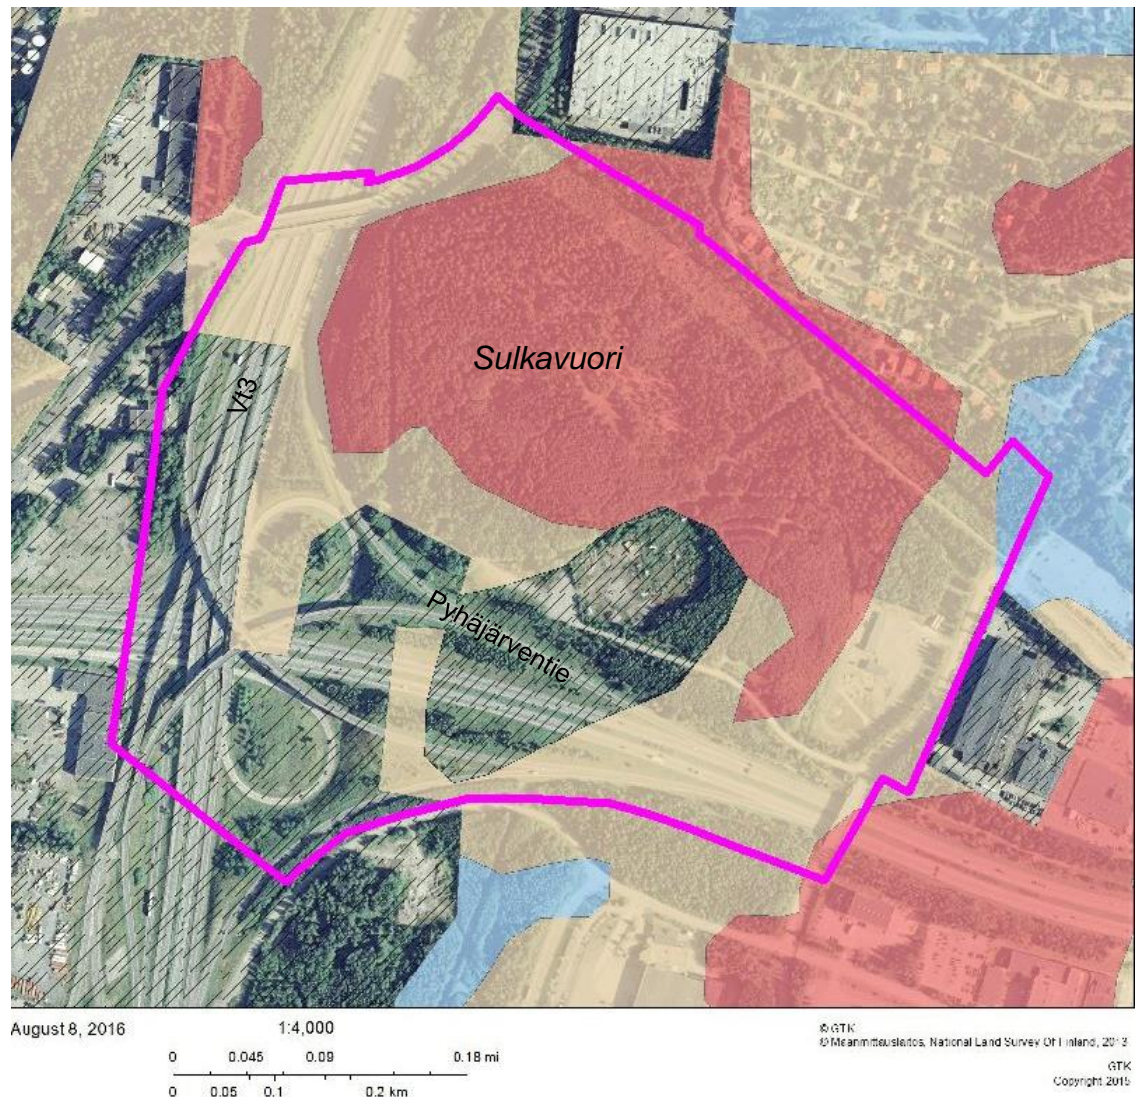 Sulkavuori
Vt3
Pyhäjärventie
August 8, 2016
1:4,000
0 0.045 0.09 0.18 mi
0 0.05 0.1 0.2 km
© GTK
© Maanmittauslaitos, National Land Survey Of Finland, 2013
GTK
Copyright 2015